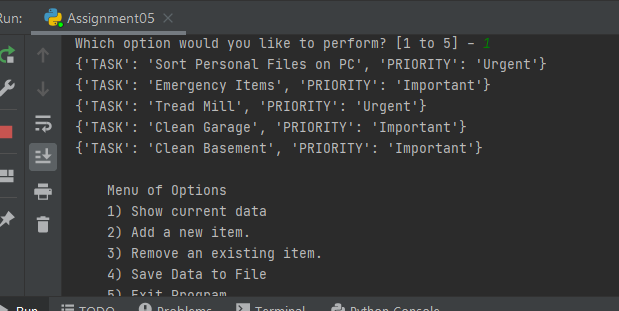 Run: Assignment05
Which option would you like to perform? [1 to 5] - 1
{'TASK': 'Sort Personal Files on PC', 'PRIORITY': 'Urgent'}
{'TASK': 'Emergency Items', 'PRIORITY': 'Important'}
{'TASK': 'Tread Mill', 'PRIORITY': 'Urgent'}
{'TASK': 'Clean Garage', 'PRIORITY': 'Important'}
{'TASK': 'Clean Basement', 'PRIORITY': 'Important'}
Menu of Options
1) Show current data
2) Add a new item.
3) Remove an existing item.
4) Save Data to File
5) Exit Program
Run TODO Problems Terminal Python Console